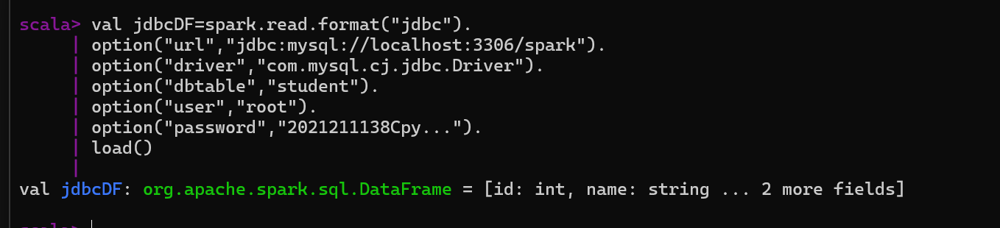 scala> val jdbcDF=spark.read.format("jdbc").
| option("url","jdbc:mysql://localhost:3306/spark").
| option("driver","com.mysql.cj.jdbc.Driver").
| option("dbtable","student").
| option("user","root").
| option("password","2021211138Cpy...").
| load()
|
val jdbcDF: org.apache.spark.sql.DataFrame = [id: int, name: string ... 2 more fields]
scala>